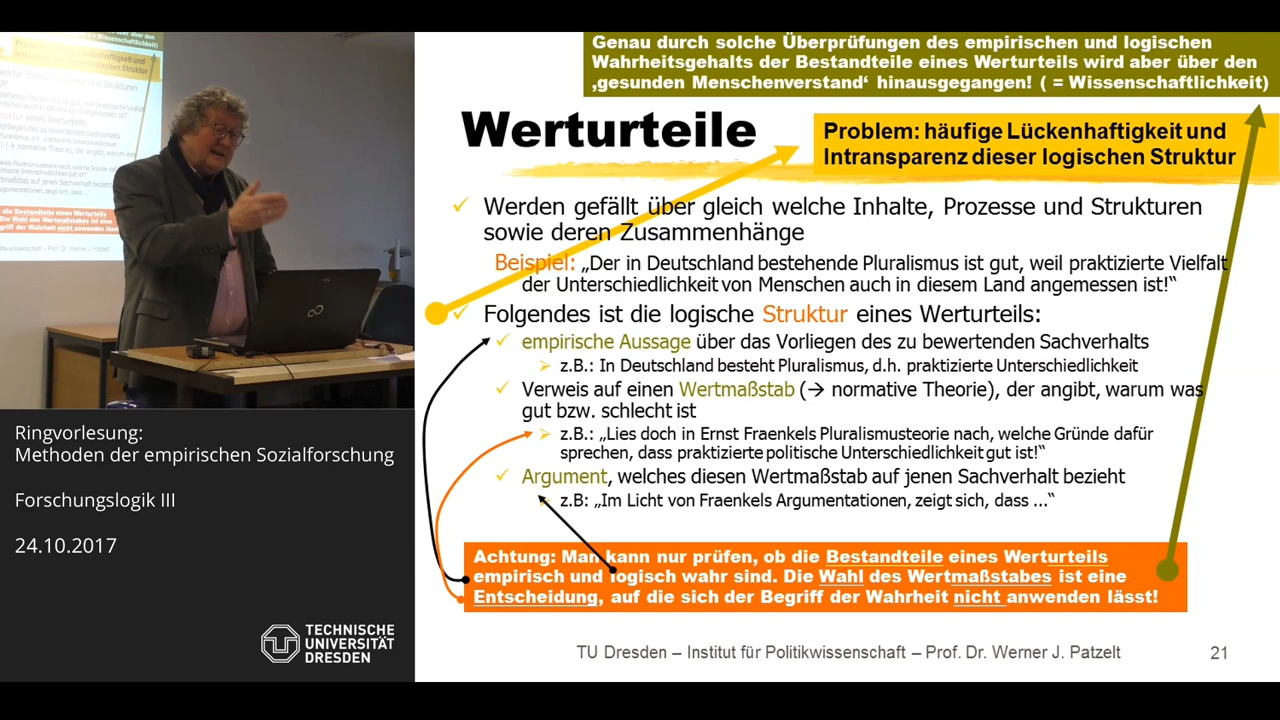 Genau durch solche Überprüfungen des empirischen und logischen
Wahrheitsgehalts der Bestandteile eines Werturteils wird aber über den
‚gesunden Menschenverstand‘ hinausgegangen! ( = Wissenschaftlichkeit)
Werturteile
Problem: häufige Lückenhaftigkeit und
Intransparenz dieser logischen Struktur
Werden gefällt über gleich welche Inhalte, Prozesse und Strukturen
sowie deren Zusammenhänge
Beispiel: „Der in Deutschland bestehende Pluralismus ist gut, weil praktizierte Vielfalt
der Unterschiedlichkeit von Menschen auch in diesem Land angemessen ist!“
Folgendes ist die logische Struktur eines Werturteils:
empirische Aussage über das Vorliegen des zu bewertenden Sachverhalts
z.B.: In Deutschland besteht Pluralismus, d.h. praktizierte Unterschiedlichkeit
Verweis auf einen Wertmaßstab (→ normative Theorie), der angibt, warum was
gut bzw. schlecht ist
z.B.: „Lies doch in Ernst Fraenkels Pluralismusteorie nach, welche Gründe dafür
sprechen, dass praktizierte politische Unterschiedlichkeit gut ist!“
Argument, welches diesen Wertmaßstab auf jenen Sachverhalt bezieht
z.B: „Im Licht von Fraenkels Argumentationen, zeigt sich, dass ...“
Achtung: Man kann nur prüfen, ob die Bestandteile eines Werturteils
empirisch und logisch wahr sind. Die Wahl des Wertmaßstabes ist eine
Entscheidung, auf die sich der Begriff der Wahrheit nicht anwenden lässt!
TU Dresden – Institut für Politikwissenschaft – Prof. Dr. Werner J. Patzelt
21
Ringvorlesung:
Methoden der empirischen Sozialforschung
Forschungslogik III
24.10.2017
TECHNISCHE
UNIVERSITÄT
DRESDEN